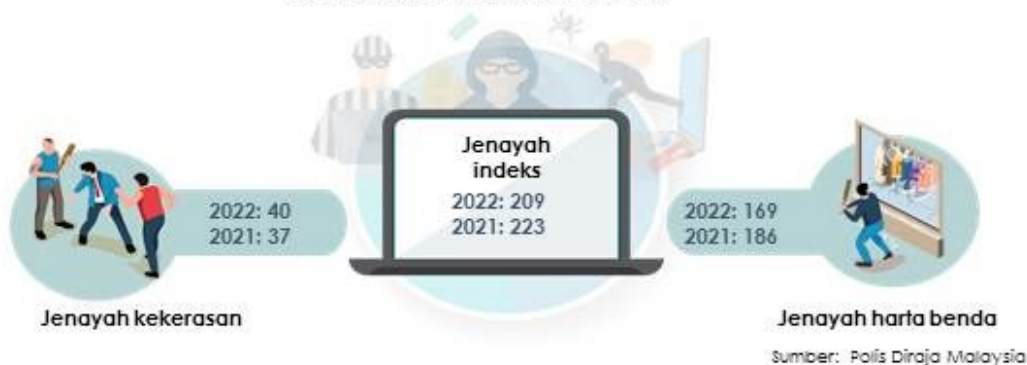 Jenayah
indeks
2022: 209
2021: 223
2022: 40
2021: 37
Jenayah kekerasan
2022: 169
2021: 186
Jenayah harta benda
Sumber: Polis Diraja Malaysia